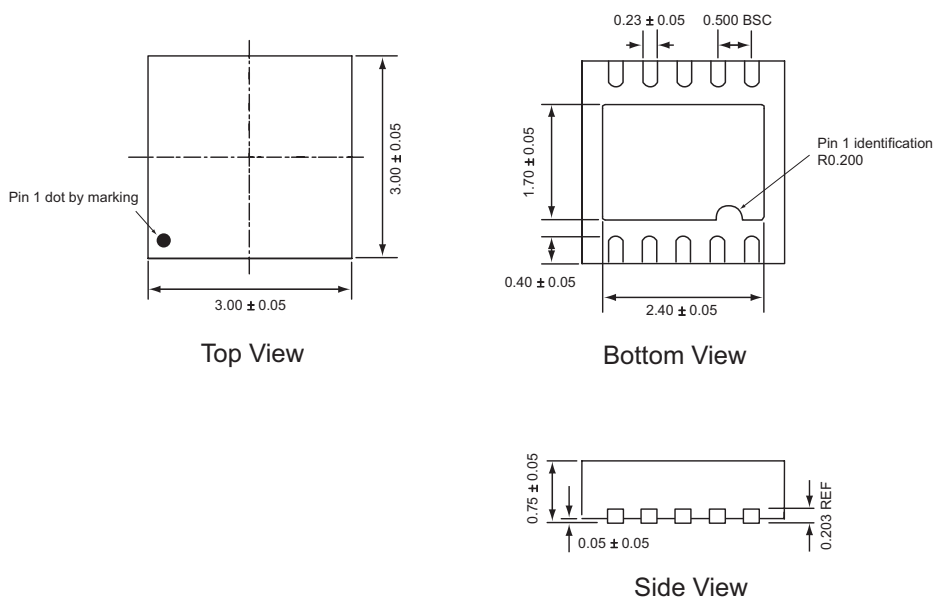 0.23 ± 0.05
0.500 BSC
3.00 ± 0.05
Pin 1 dot by marking
3.00 ± 0.05
Top View
1.70 ± 0.05
Pin 1 identification
R0.200
0.40 ± 0.05
2.40 ± 0.05
Bottom View
0.75 ± 0.05
0.05 ± 0.05
0.203 REF
Side View